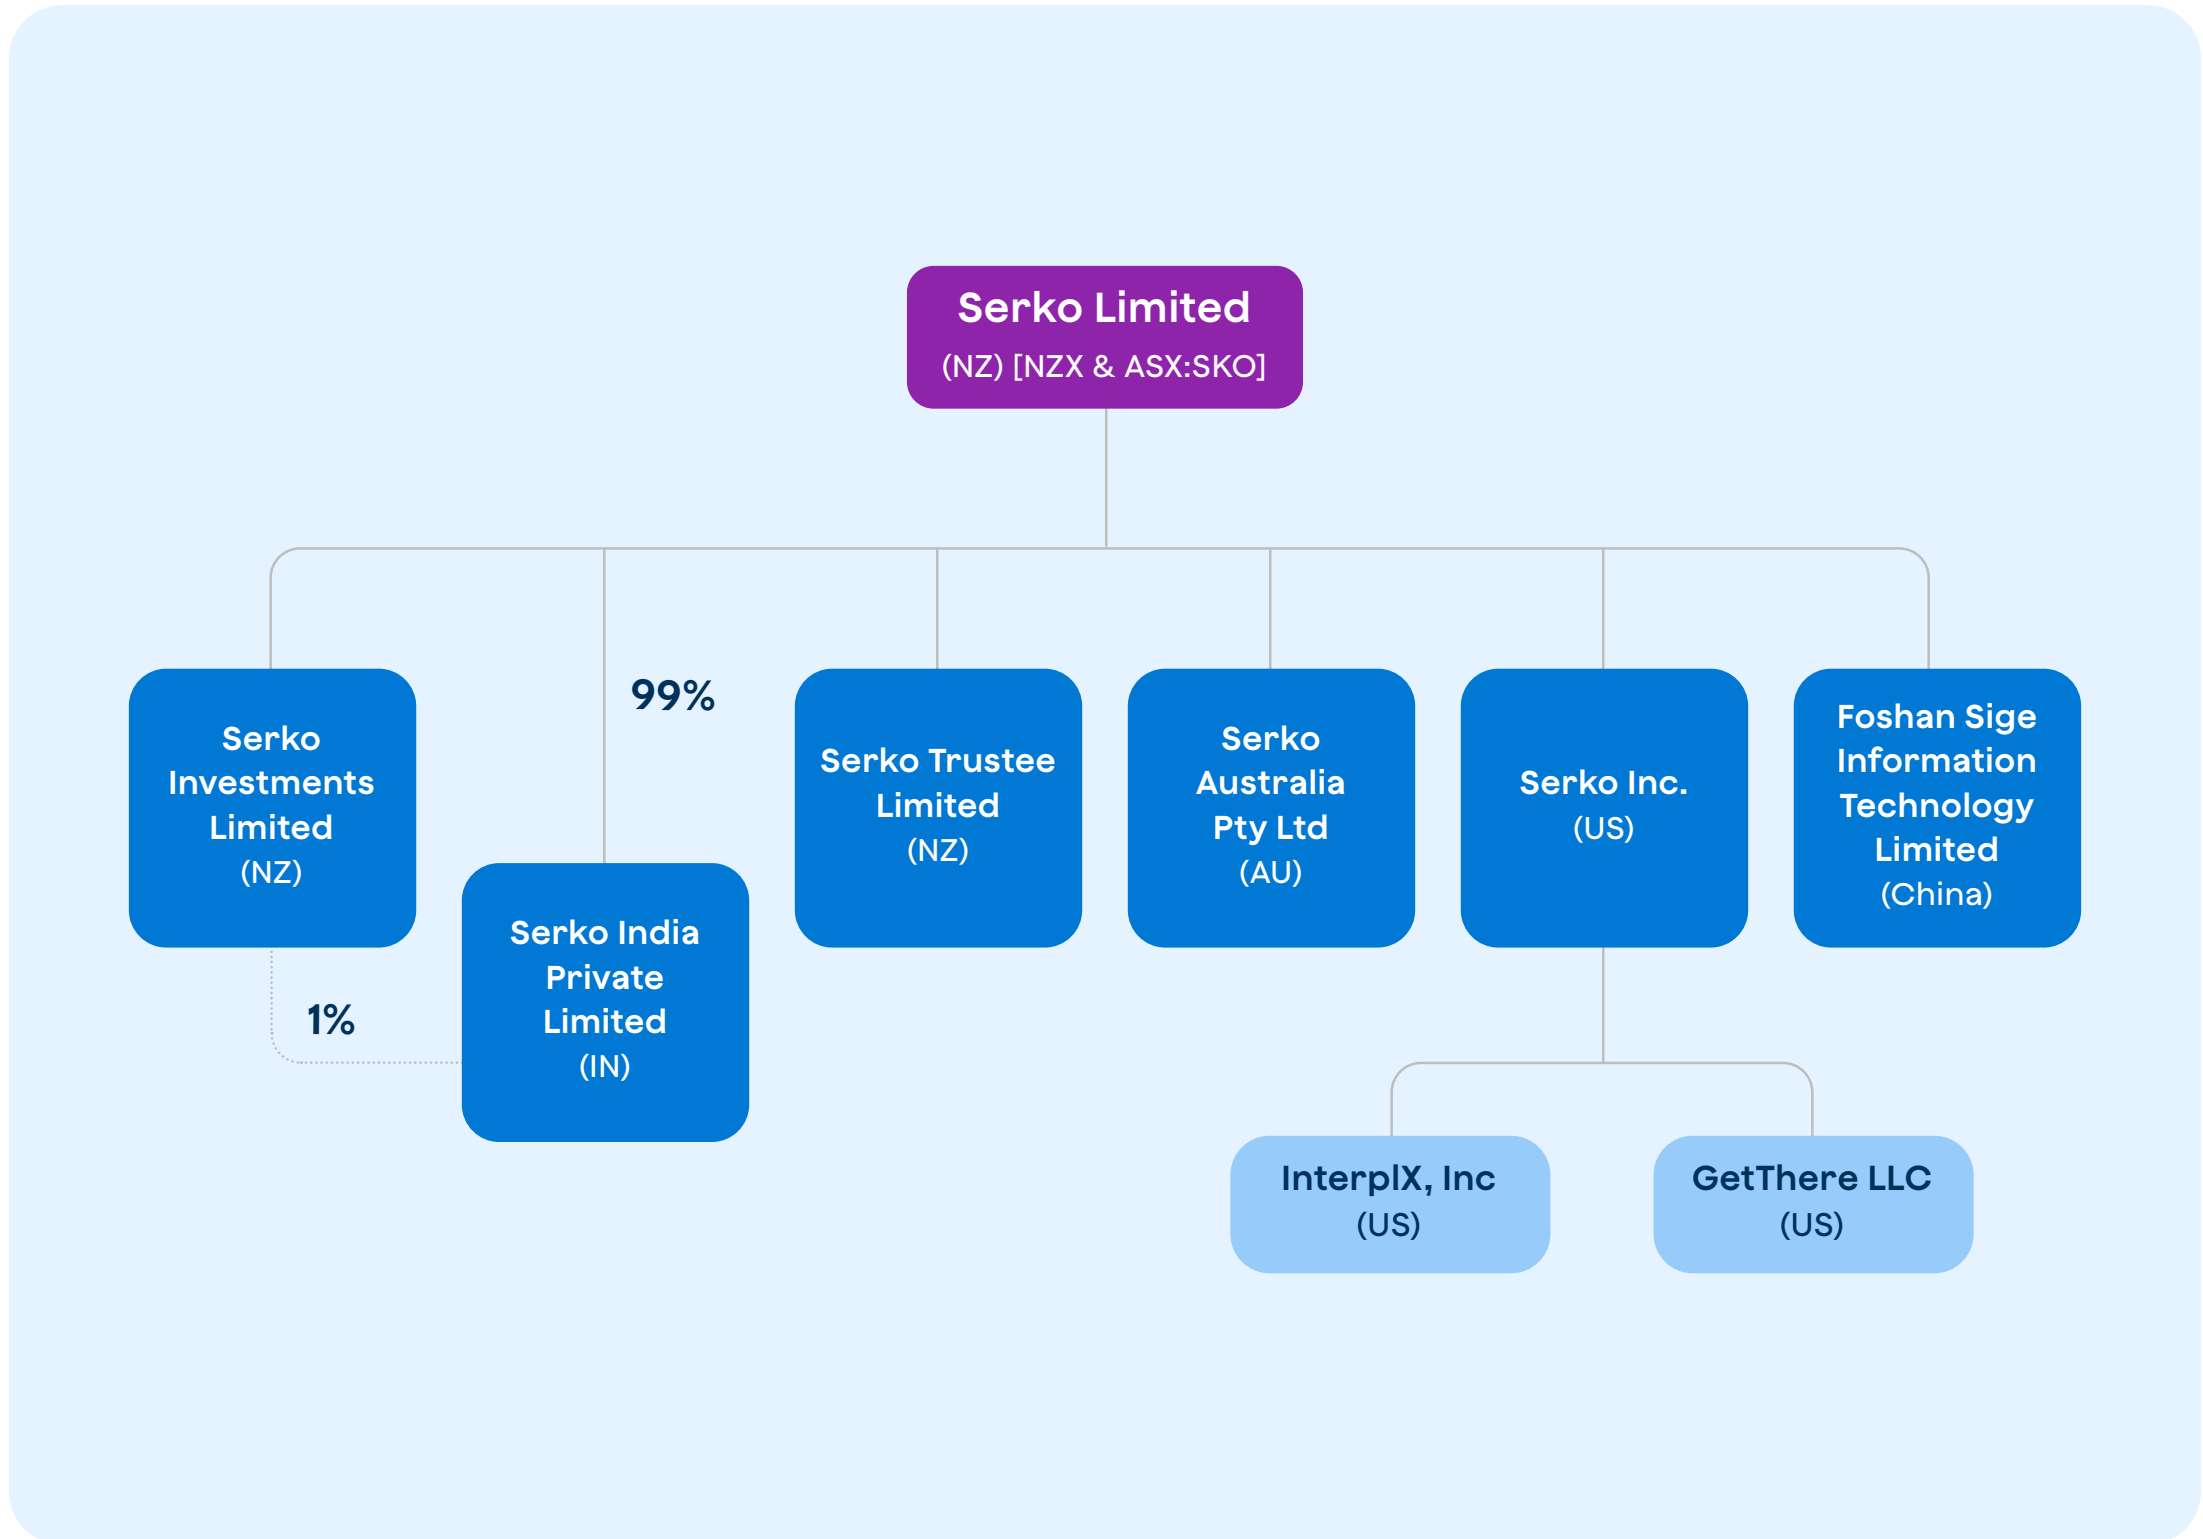 Serko Limited
(NZ) [NZX & ASX:SKO]
Serko
Investments
Limited
(NZ)
99%
1%
Serko India
Private
Limited
(IN)
Serko Trustee
Limited
(NZ)
Serko
Australia
Pty Ltd
(AU)
Serko Inc.
(US)
Foshan Sige
Information
Technology
Limited
(China)
InterplX, Inc
(US)
GetThere LLC
(US)